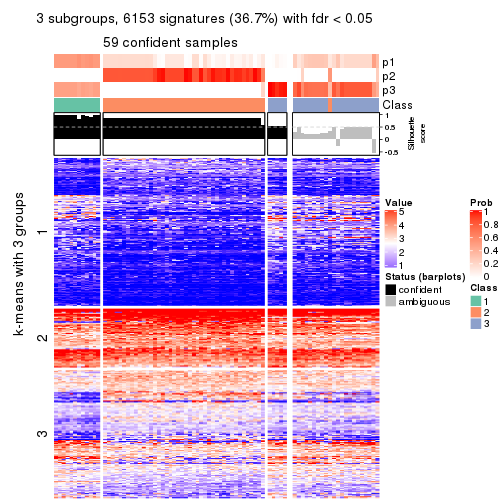 3 subgroups, 6153 signatures (36.7%) with fdr < 0.05
59 confident samples
p1
p2
p3
Class
1
0.5
0
-0.5
Silhouette
score
k-means with 3 groups
1
2
3
Value
5
4
3
2
1
Status (barplots)
confident
ambiguous
Prob
1
0.8
0.6
0.4
0.2
0
Class
1
2
3